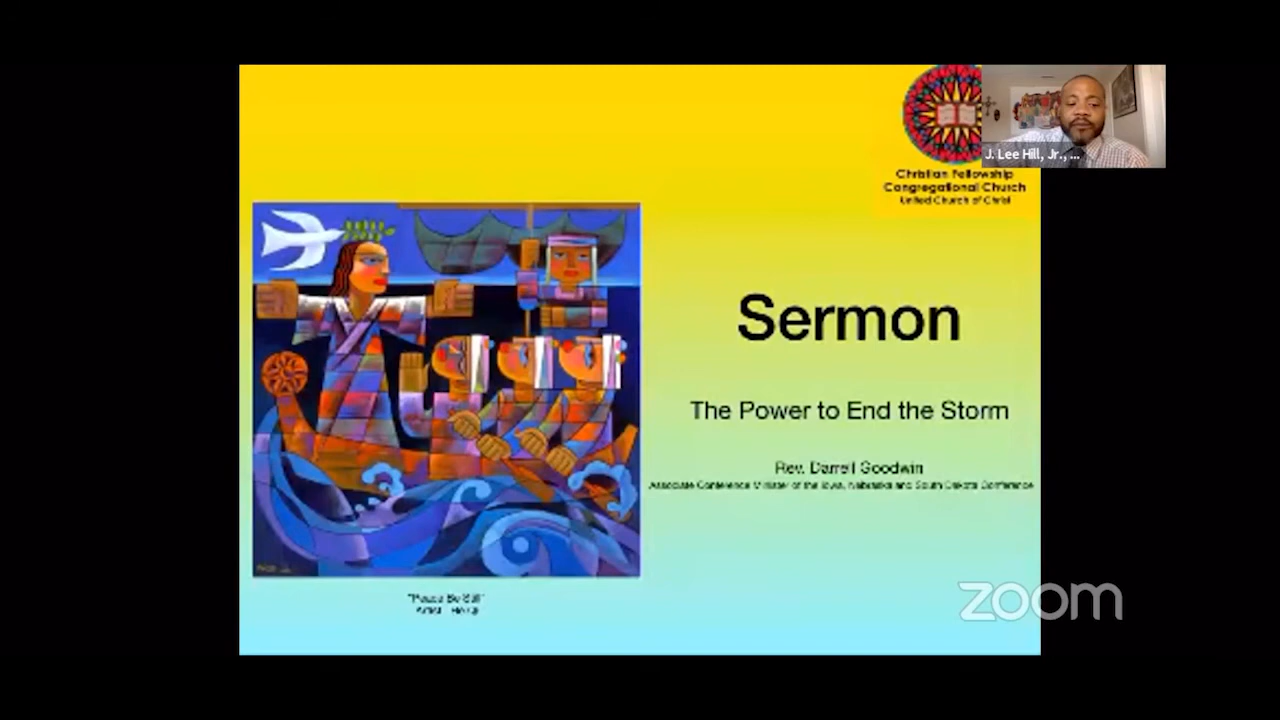 J. Lee Hill, Jr., ...
Christian Fellowship
Congregational Church
United Church of Christ
Sermon
The Power to End the Storm
Rev. Darrell Goodwin
Associate Conference Minister of the Iowa, Nebraska and South Dakota Conference
"Peace Be Still"
Artist
zoom